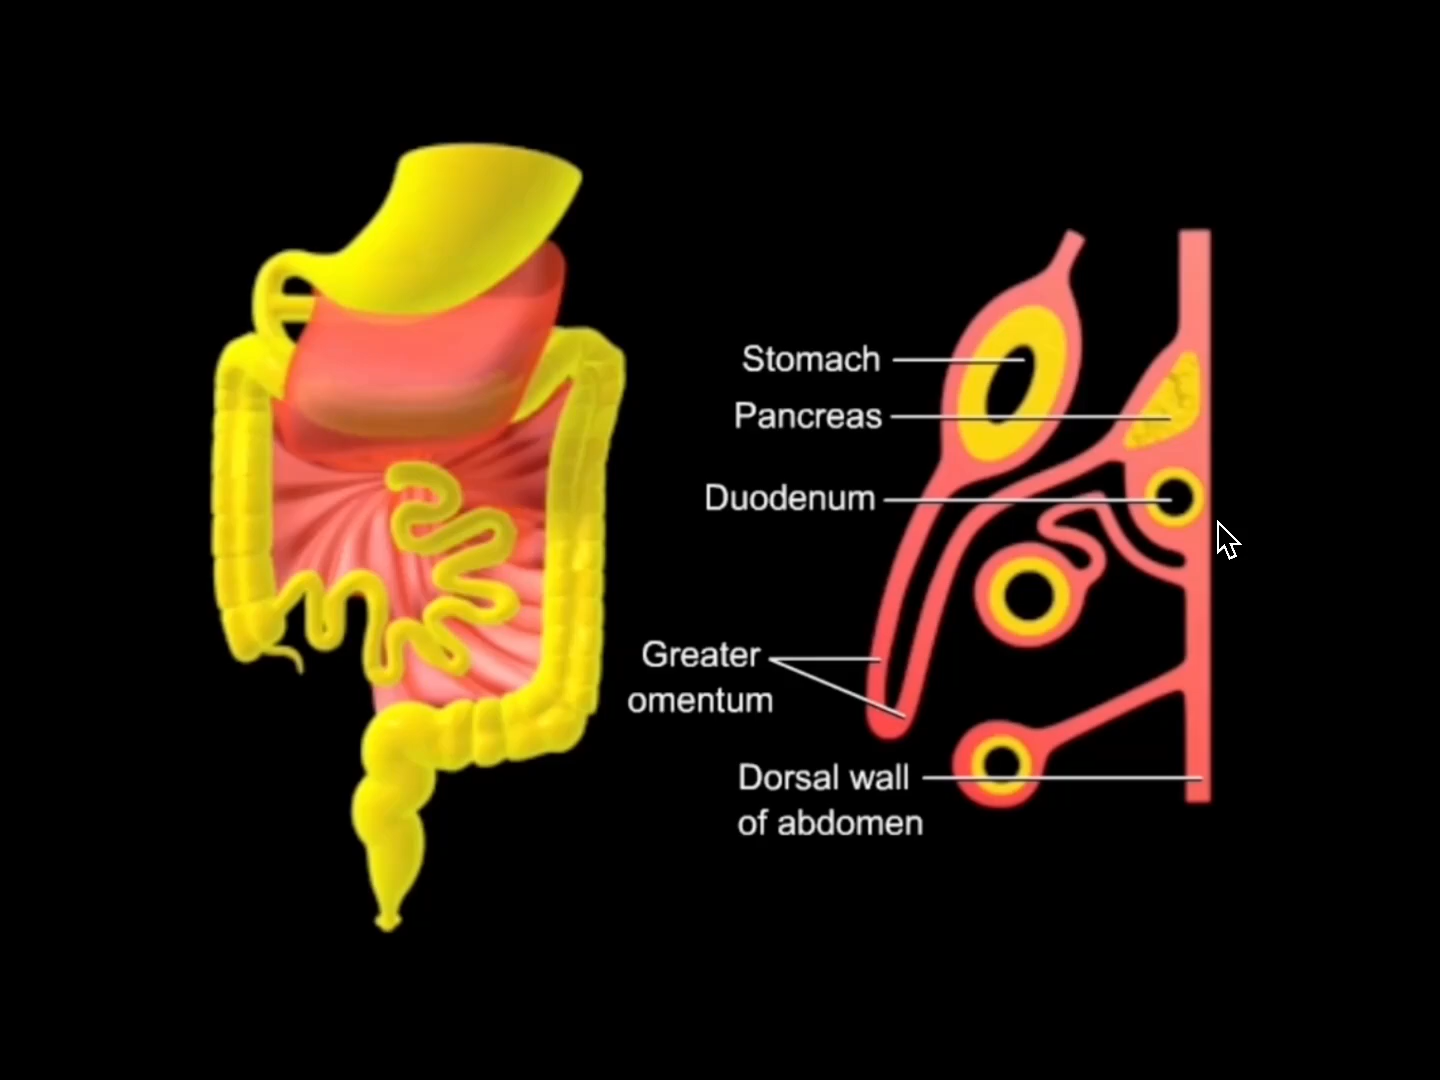 Stomach
Pancreas
Duodenum
Greater
omentum
Dorsal wall
of abdomen